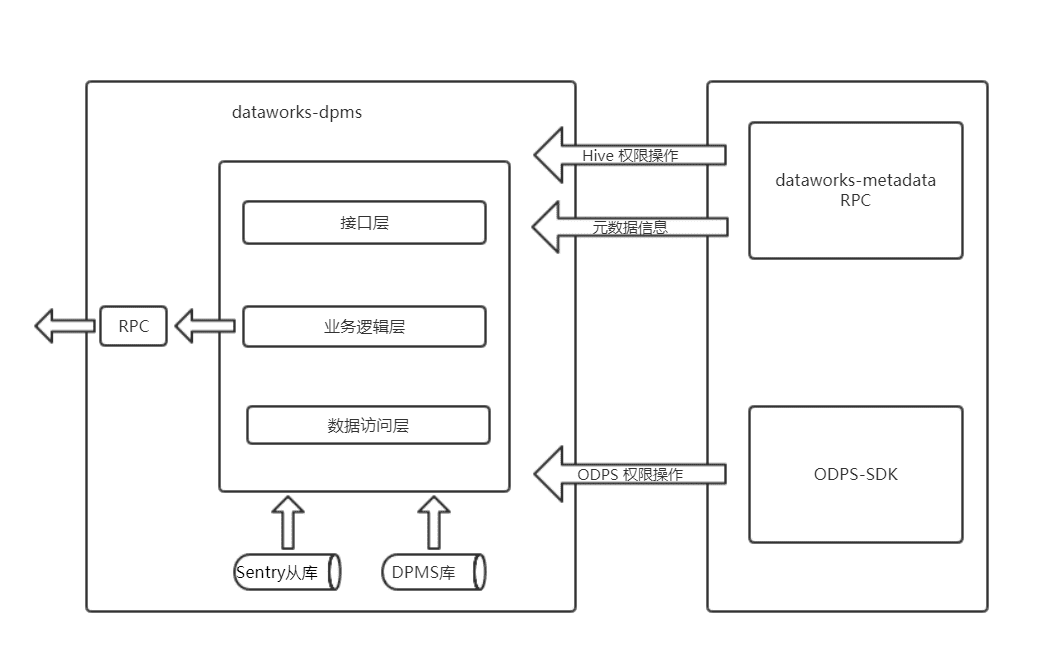 dataworks-dpms
接口层
RPC
业务逻辑层
数据访问层
Sentry从库
DPMS库
Hive 权限操作
元数据信息
ODPS 权限操作
dataworks-metadata
RPC
ODPS-SDK